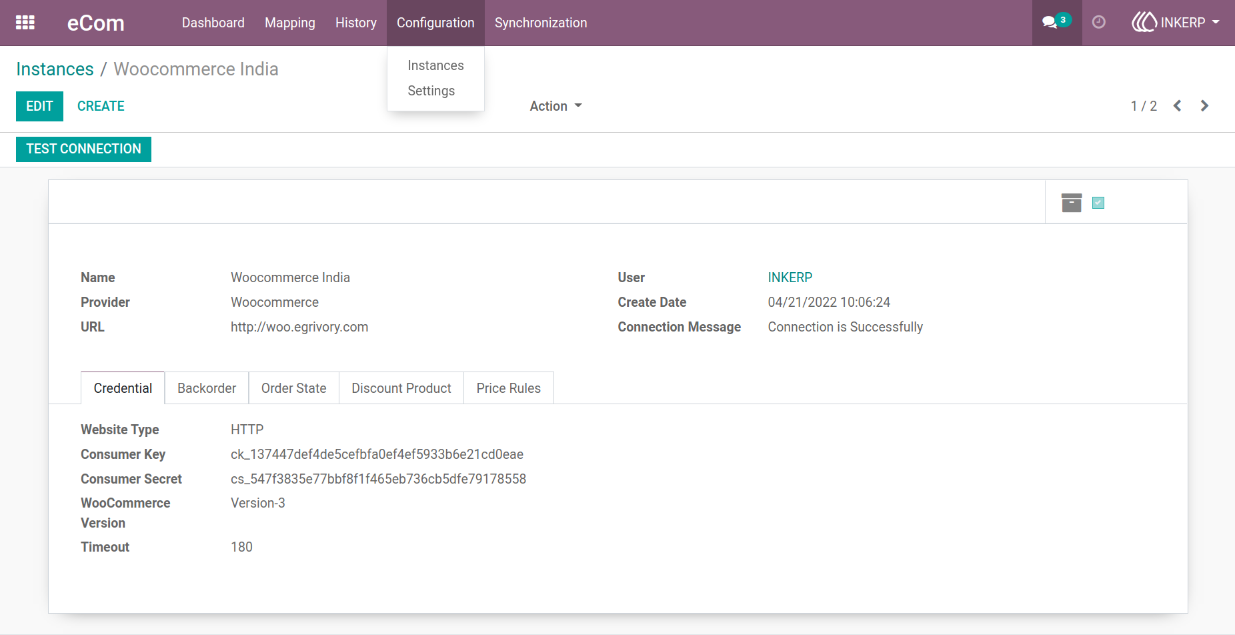 eCom Dashboard Mapping History Configuration Synchronization 3 INKERP
Instances
Settings
Instances / Woocommerce India
EDIT CREATE Action 1 / 2
TEST CONNECTION
Name Woocommerce India User INKERP
Provider Woocommerce Create Date 04/21/2022 10:06:24
URL http://woo.egrivory.com Connection Message Connection is Successfully
Credential Backorder Order State Discount Product Price Rules
Website Type HTTP
Consumer Key ck_137447def4de5cefbfa0ef4ef5933b6e21cd0eae
Consumer Secret cs_547f3835e77bbf8f1f465eb736cb5dfe79178558
WooCommerce Version-3
Version
Timeout 180